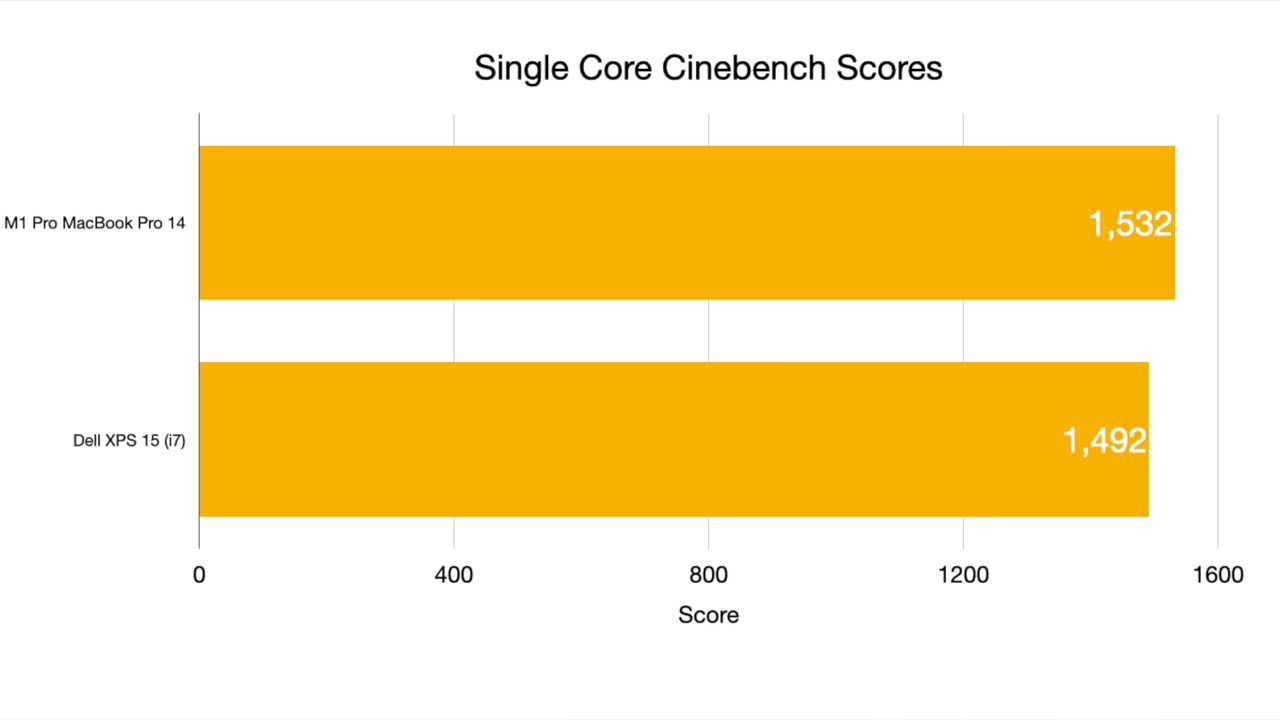 Single Core Cinebench Scores
M1 Pro MacBook Pro 14
1,532
Dell XPS 15 (i7)
1,492
0 400 800 1200 1600
Score